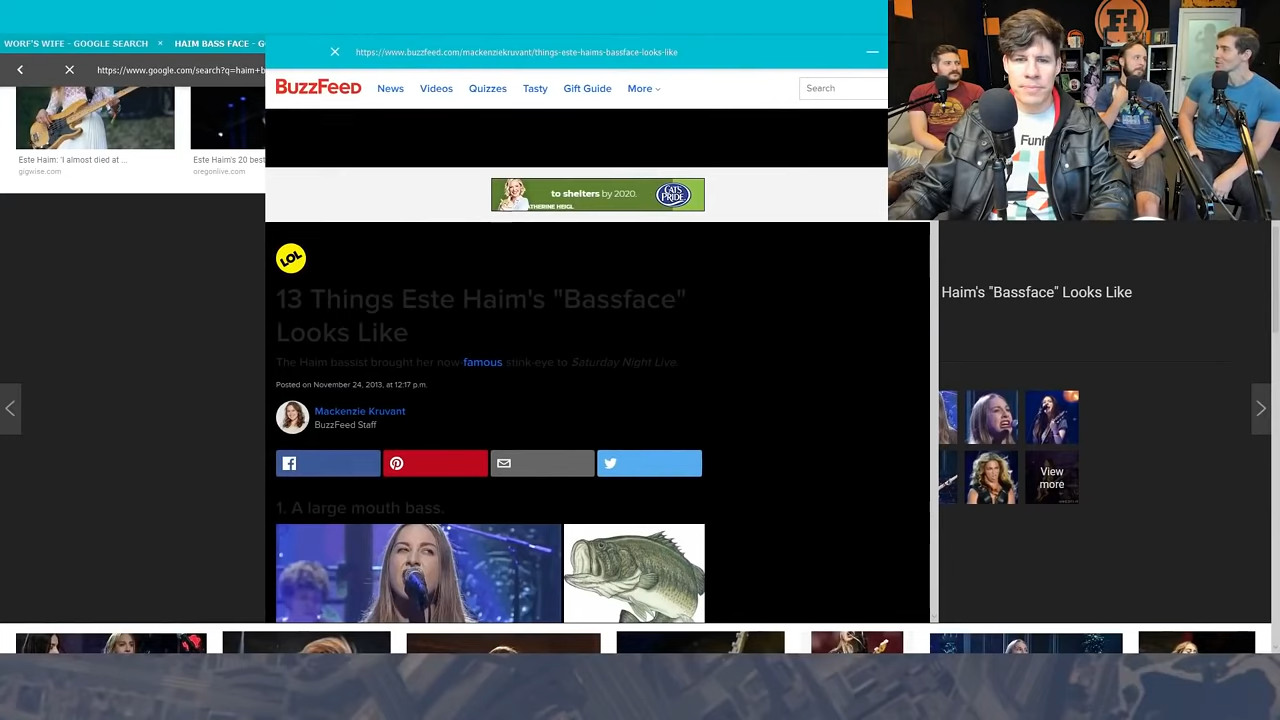 WORF'S WIFE - GOOGLE SEARCH × HAIM BASS FACE - G
https://www.google.com/search?q=haim+b
https://www.buzzfeed.com/mackenziekruvant/things-este-haims-bassface-looks-like
BuzzFeed News Videos Quizzes Tasty Gift Guide More Search
Este Haim: 'I almost died at ...
gigwise.com
Este Haim's 20 best
oregonlive.com
to shelters by 2020.
CAT'S PRIDE
LOL
13 Things Este Haim's "Bassface"
Looks Like
The Haim bassist brought her now-famous stink-eye to Saturday Night Live.
Posted on November 24, 2013, at 12:17 p.m.
Mackenzie Kruvant
BuzzFeed Staff
1. A large mouth bass.
Haim's "Bassface" Looks Like
View
more